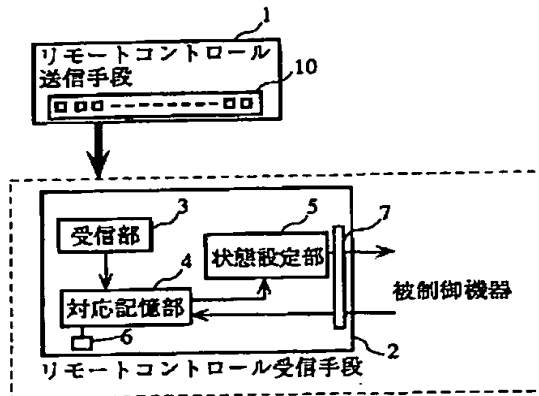 1
リモートコントロール
送信手段
10
3
受信部
5
状態設定部
7
4
対応記憶部
被制御機器
6
2
リモートコントロール受信手段